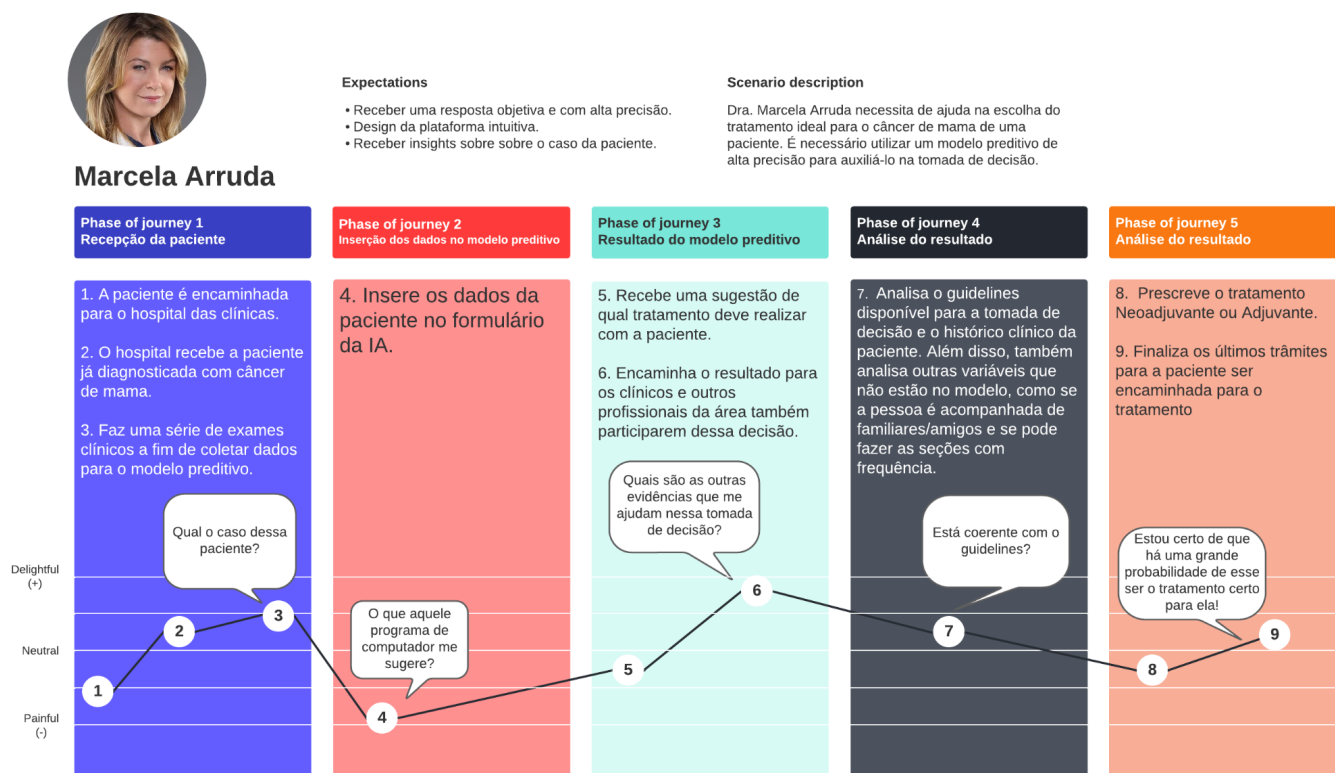 Marcela Arruda
Expectations
• Receber uma resposta objetiva e com alta precisão.
• Design da plataforma intuitiva.
• Receber insights sobre sobre o caso da paciente.
Scenario description
Dra. Marcela Arruda necessita de ajuda na escolha do
tratamento ideal para o câncer de mama de uma
paciente. É necessário utilizar um modelo preditivo de
alta precisão para auxiliá-lo na tomada de decisão.
Phase of journey 1
Recepção da paciente
Phase of journey 2
Inserção dos dados no modelo preditivo
Phase of journey 3
Resultado do modelo preditivo
Phase of journey 4
Análise do resultado
Phase of journey 5
Análise do resultado
1. A paciente é encaminhada
para o hospital das clínicas.
2. O hospital recebe a paciente
já diagnosticada com câncer
de mama.
3. Faz uma série de exames
clínicos a fim de coletar dados
para o modelo preditivo.
4. Insere os dados da
paciente no formulário
da IA.
5. Recebe uma sugestão de
qual tratamento deve realizar
com a paciente.
6. Encaminha o resultado para
os clínicos e outros
profissionais da área também
participarem dessa decisão.
7. Analisa o guidelines
disponível para a tomada de
decisão e o histórico clínico da
paciente. Além disso, também
analisa outras variáveis que
não estão no modelo, como se
a pessoa é acompanhada de
familiares/amigos e se pode
fazer as seções com
frequência.
8. Prescreve o tratamento
Neoadjuvante ou Adjuvante.
9. Finaliza os últimos trâmites
para a paciente ser
encaminhada para o
tratamento
Qual o caso dessa
paciente?
O que aquele
programa de
computador me
sugere?
Quais são as outras
evidências que me
ajudam nessa tomada
de decisão?
Está coerente com o
guidelines?
Estou certo de que
há uma grande
probabilidade de esse
ser o tratamento certo
para ela!
Delightful
(+)
Neutral
Painful
(-)
1
2
3
4
5
6
7
8
9